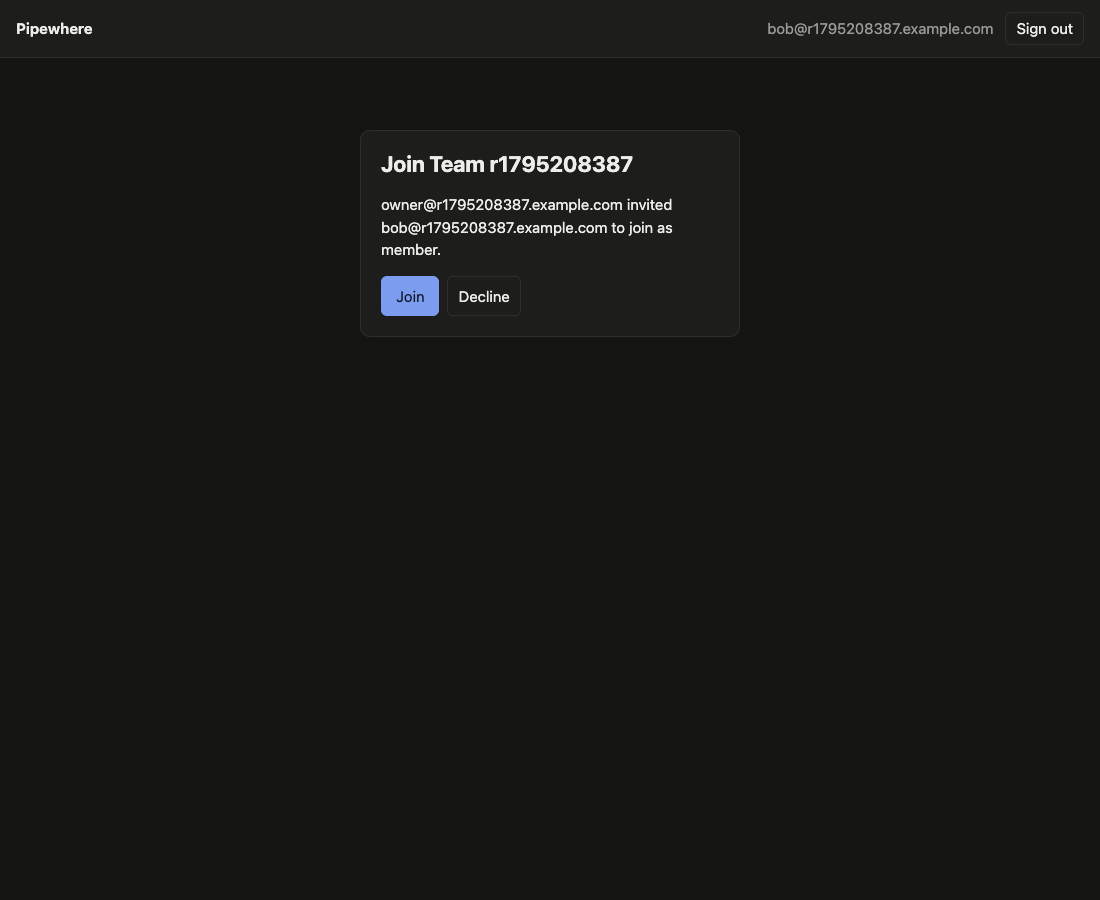 Pipewhere
bob@r1795208387.example.com
Sign out
Join Team r1795208387
owner@r1795208387.example.com invited
bob@r1795208387.example.com to join as
member.
Join
Decline